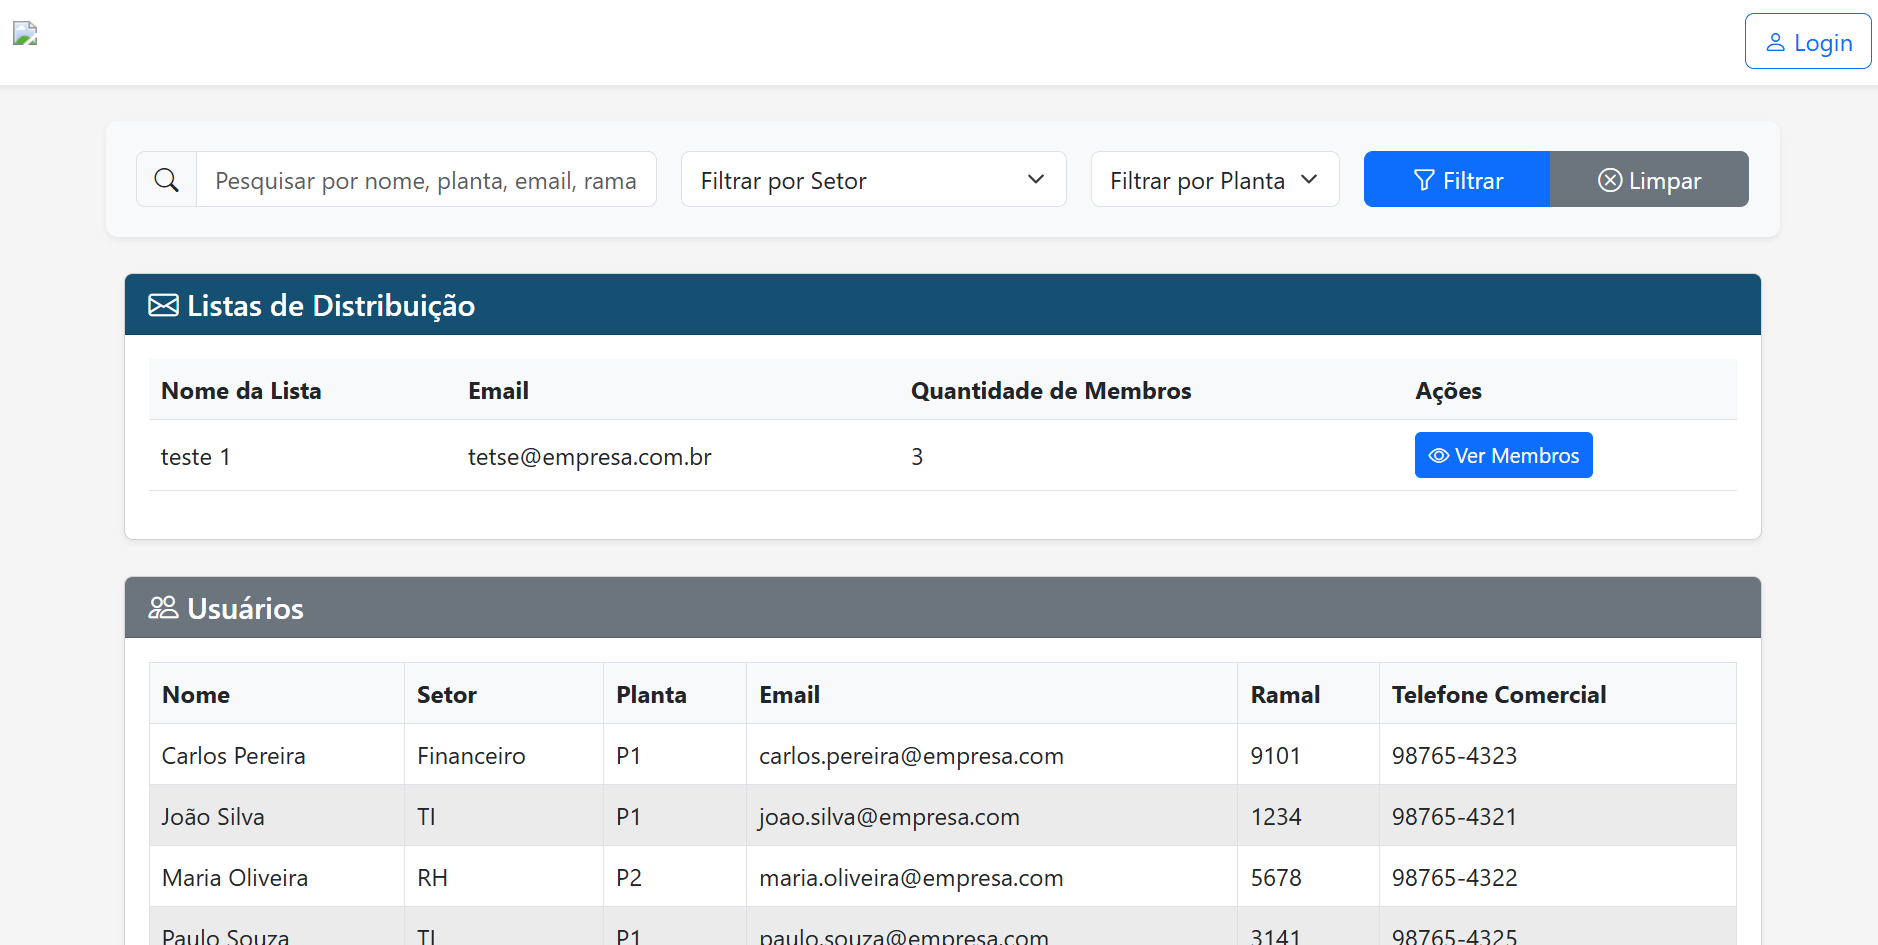 Login
Pesquisar por nome, planta, email, rama
Filtrar por Setor
Filtrar por Planta
Filtrar
Limpar
Listas de Distribuição
Nome da Lista Email Quantidade de Membros Ações
teste 1 tetse@empresa.com.br 3 Ver Membros
Usuários
Nome Setor Planta Email Ramal Telefone Comercial
Carlos Pereira Financeiro P1 carlos.pereira@empresa.com 9101 98765-4323
João Silva TI P1 joao.silva@empresa.com 1234 98765-4321
Maria Oliveira RH P2 maria.oliveira@empresa.com 5678 98765-4322
Paulo Souza TI P1 paulo.souza@empresa.com 3141 98765-4325